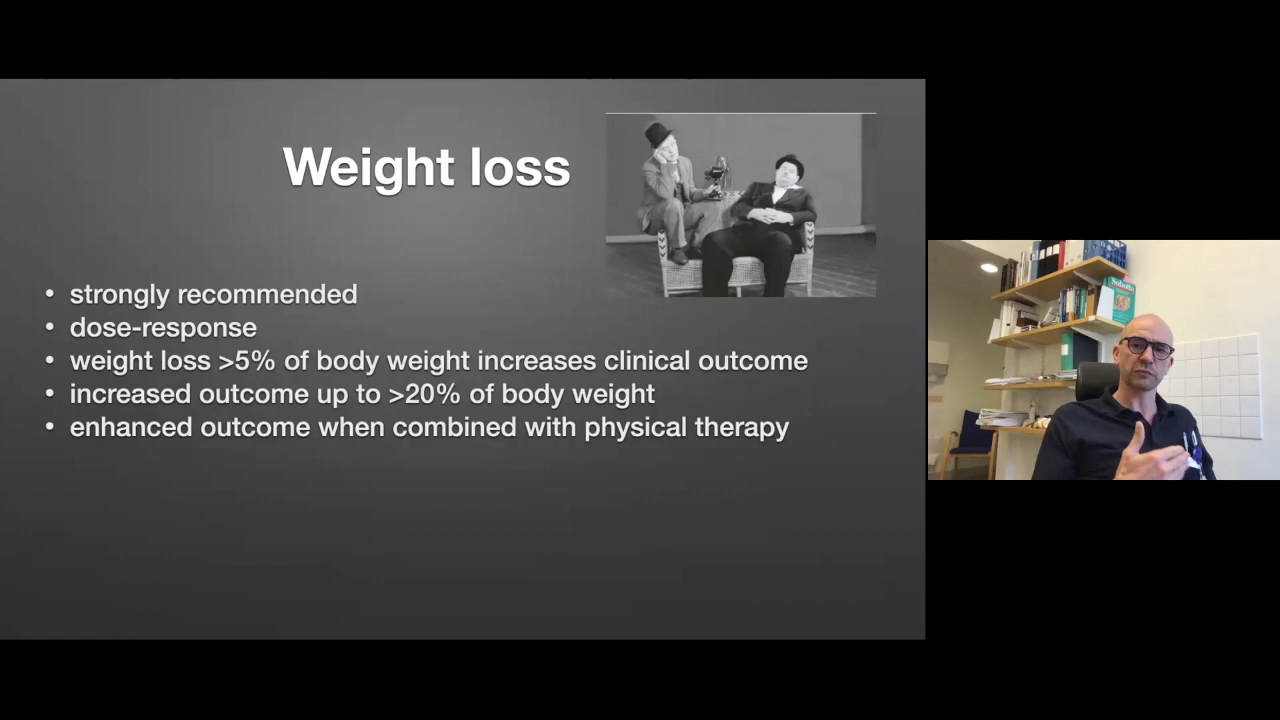 Weight loss
• strongly recommended
• dose-response
• weight loss >5% of body weight increases clinical outcome
• increased outcome up to >20% of body weight
• enhanced outcome when combined with physical therapy
Sobotta